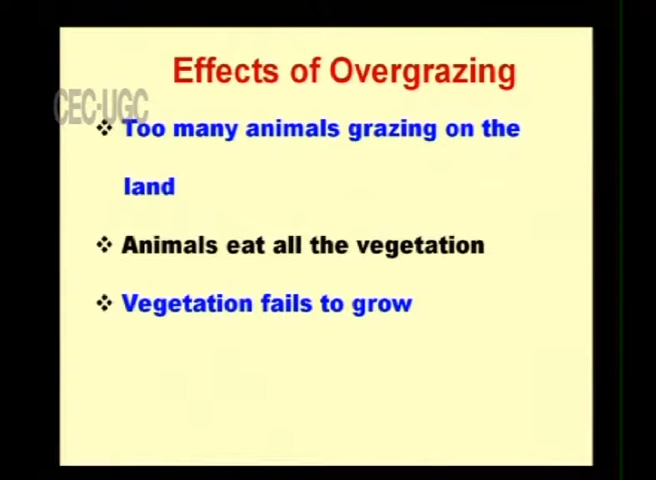 Effects of Overgrazing
CEC-UGC
❖ Too many animals grazing on the
land
❖ Animals eat all the vegetation
❖ Vegetation fails to grow